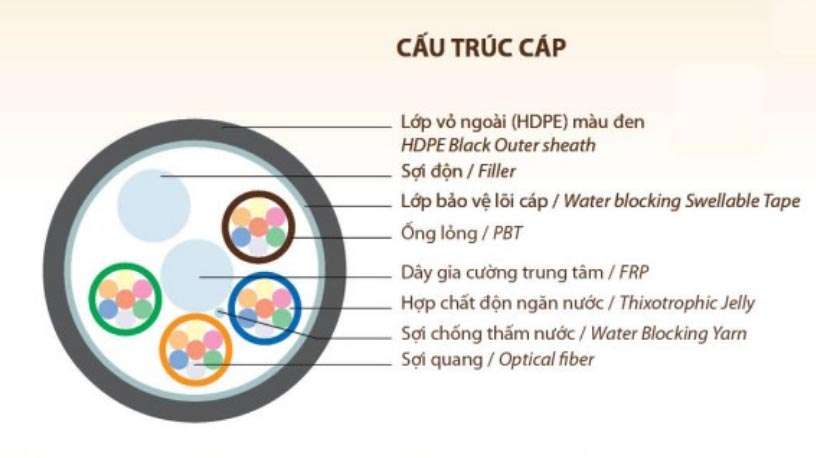 CẤU TRÚC CÁP
Lớp vỏ ngoài (HDPE) màu đen
HDPE Black Outer sheath
Sợi độn / Filler
Lớp bảo vệ lõi cáp / Water blocking Swellable Tape
Ống lỏng / PBT
Dây gia cường trung tâm / FRP
Hợp chất độn ngăn nước / Thixotrophic Jelly
Sợi chống thấm nước / Water Blocking Yarn
Sợi quang / Optical fiber